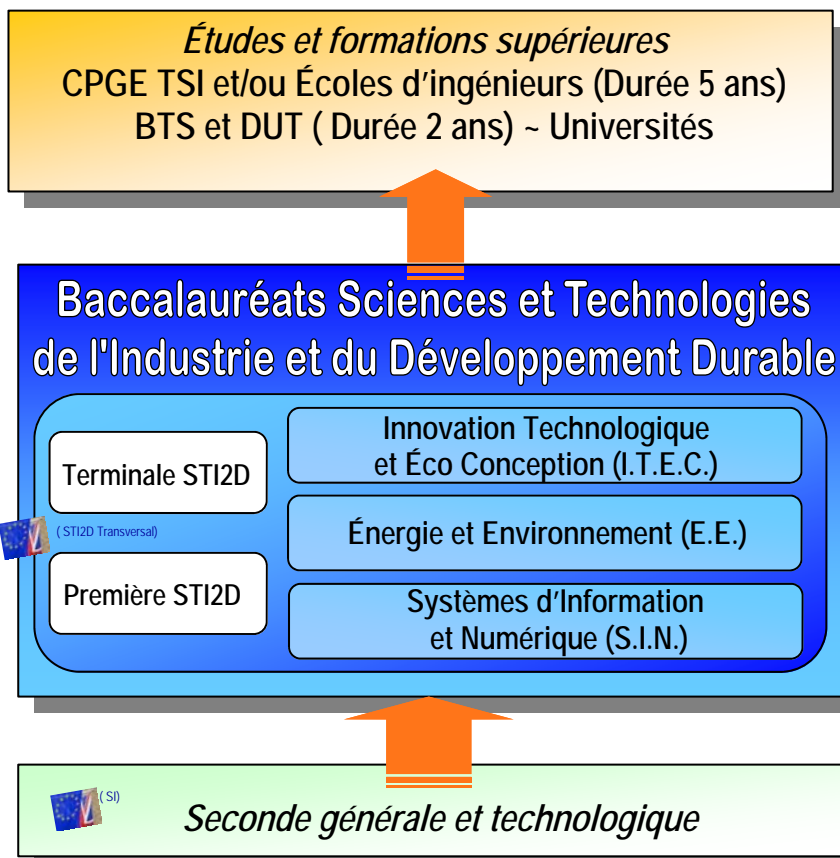 Études et formations supérieures
CPGE TSI et/ou Écoles d'ingénieurs (Durée 5 ans)
BTS et DUT ( Durée 2 ans) ~ Universités
Baccalauréats Sciences et Technologies
de l'Industrie et du Développement Durable
Terminale STI2D
( STI2D Transversal)
Première STI2D
Innovation Technologique
et Éco Conception (I.T.E.C.)
Énergie et Environnement (E.E.)
Systèmes d'Information
et Numérique (S.I.N.)
( SI)
Seconde générale et technologique